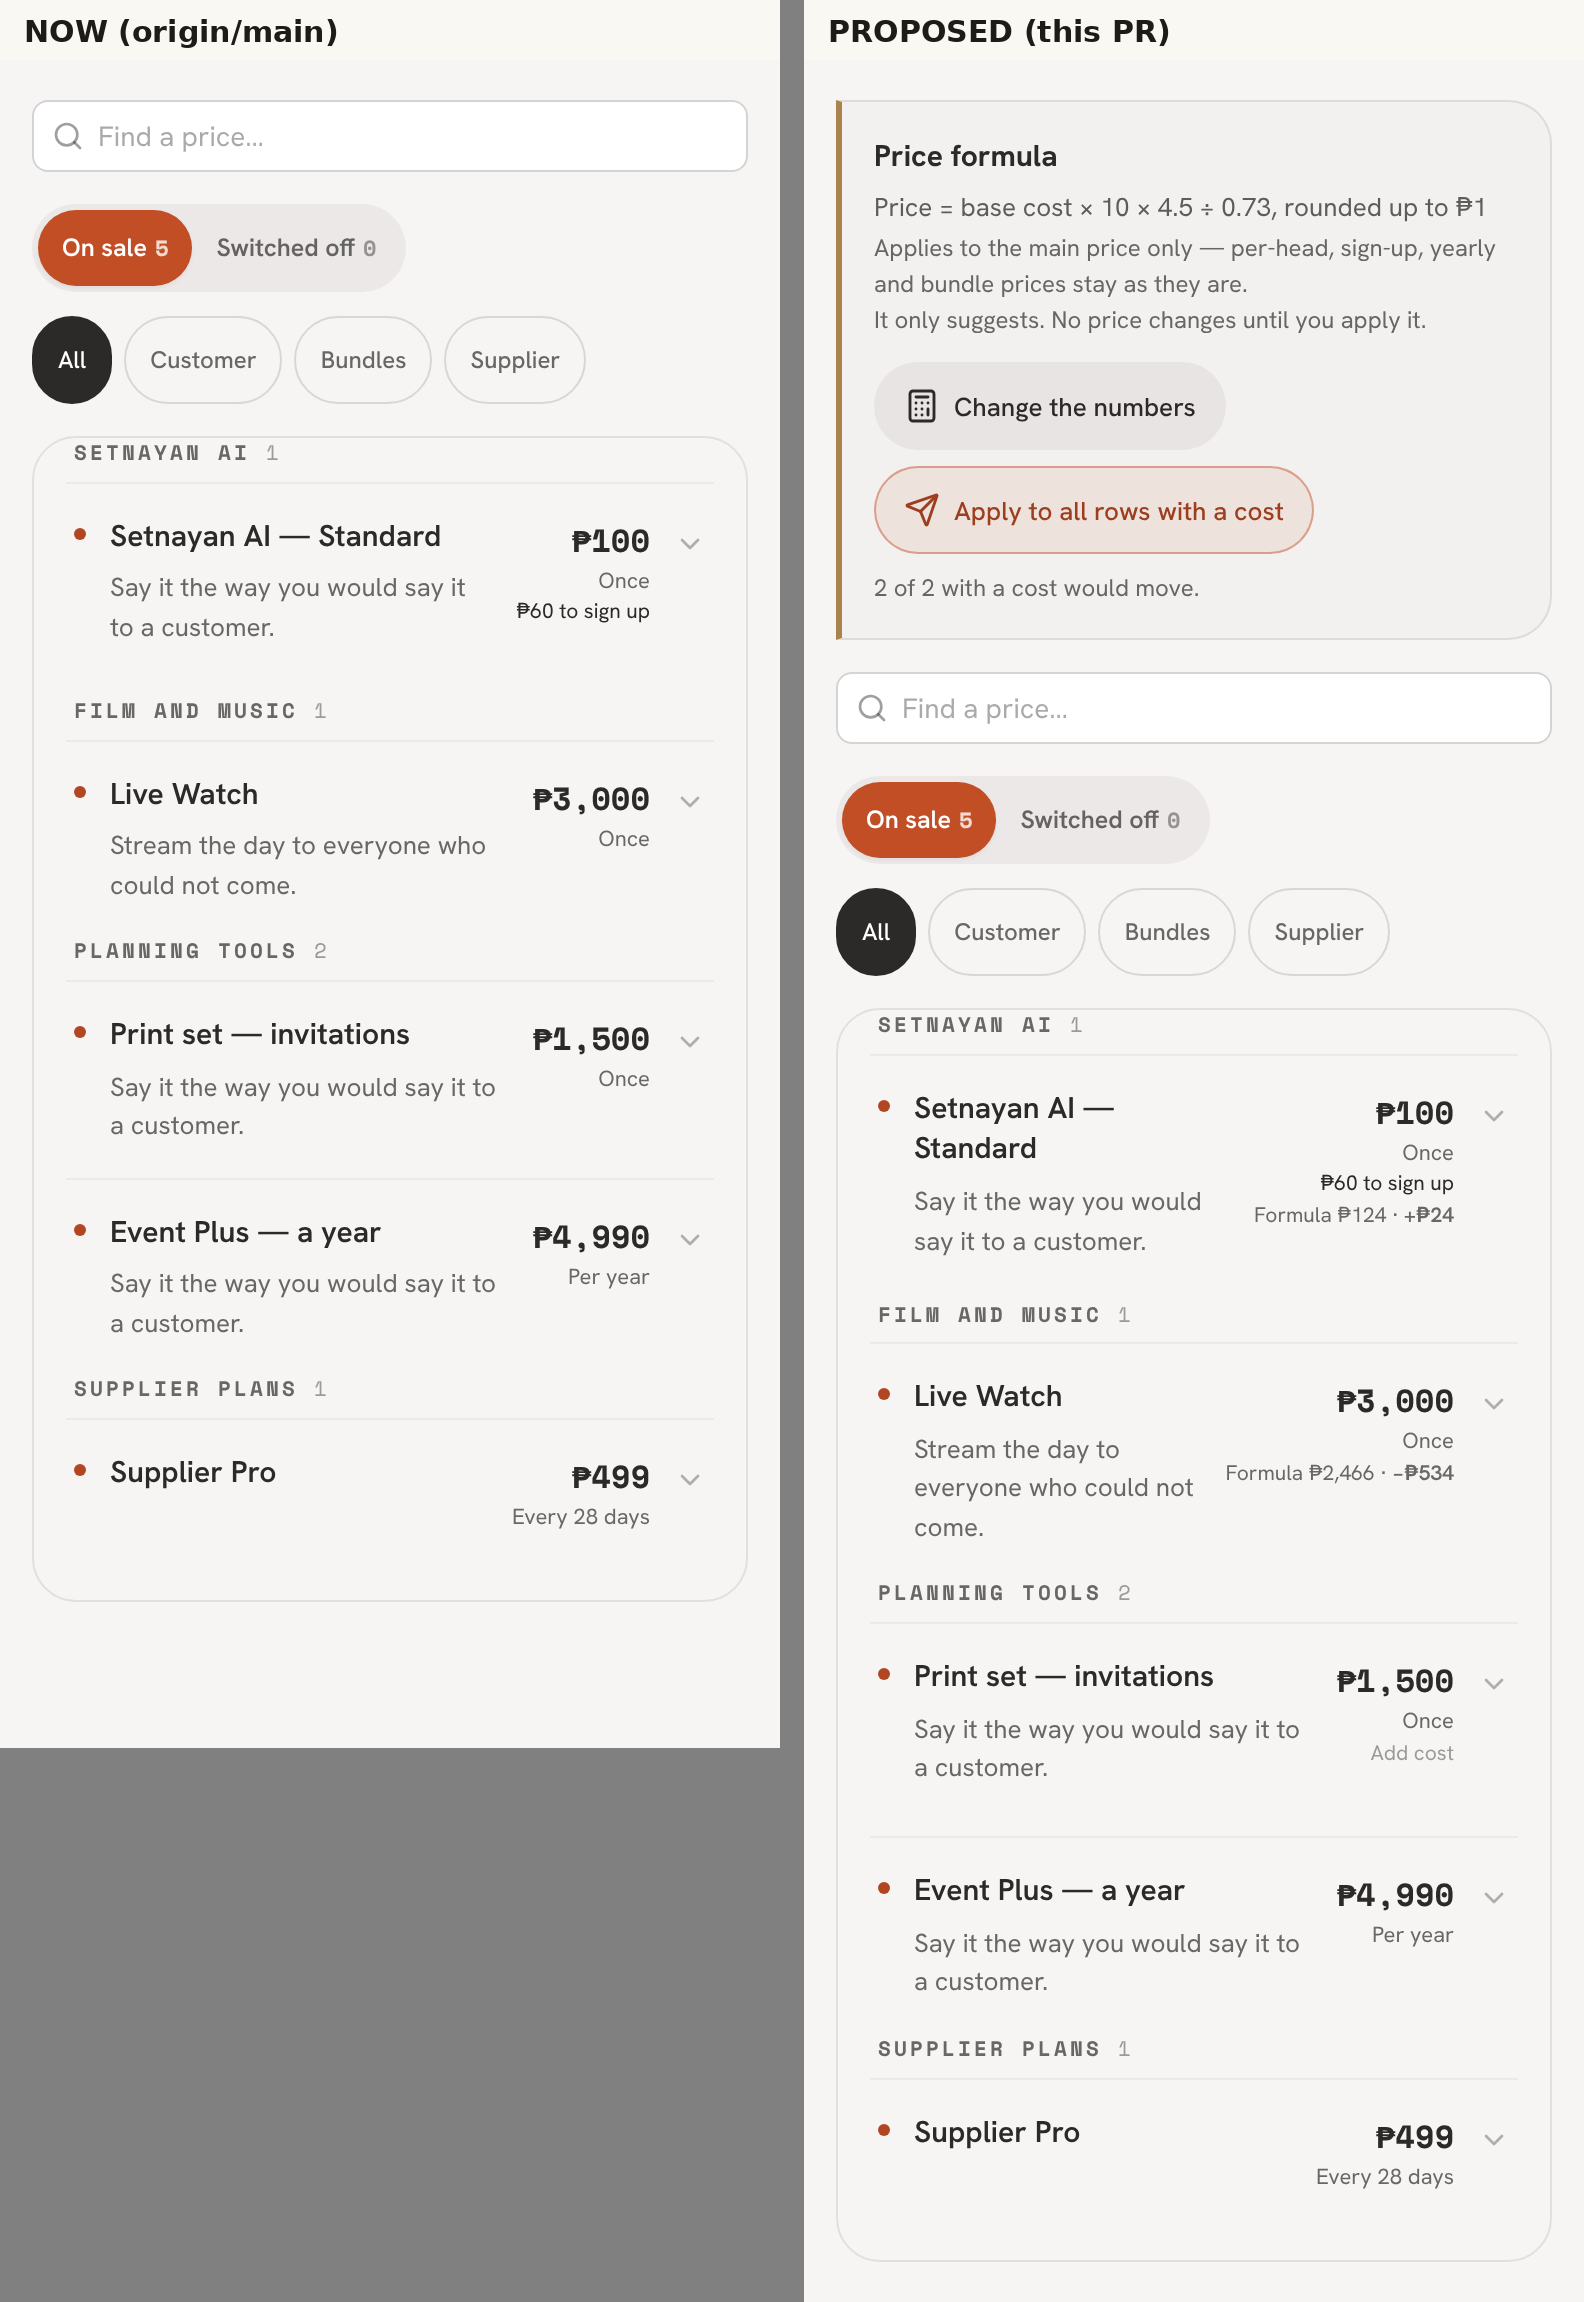 NOW (origin/main)
Find a price...
On sale 5
Switched off 0
All
Customer
Bundles
Supplier
SETNAYAN AI 1
Setnayan AI — Standard
₱100
Say it the way you would say it
to a customer.
Once
₱60 to sign up
FILM AND MUSIC 1
Live Watch
₱3,000
Stream the day to everyone who
could not come.
Once
PLANNING TOOLS 2
Print set — invitations
₱1,500
Say it the way you would say it to
a customer.
Once
Event Plus — a year
₱4,990
Say it the way you would say it to
a customer.
Per year
SUPPLIER PLANS 1
Supplier Pro
₱499
Every 28 days
PROPOSED (this PR)
Price formula
Price = base cost × 10 × 4.5 ÷ 0.73, rounded up to ₱1
Applies to the main price only — per-head, sign-up, yearly
and bundle prices stay as they are.
It only suggests. No price changes until you apply it.
Change the numbers
Apply to all rows with a cost
2 of 2 with a cost would move.
Find a price...
On sale 5
Switched off 0
All
Customer
Bundles
Supplier
SETNAYAN AI 1
Setnayan AI —
Standard
₱100
Say it the way you would
say it to a customer.
Once
₱60 to sign up
Formula ₱124 · +₱24
FILM AND MUSIC 1
Live Watch
₱3,000
Stream the day to
everyone who could not
come.
Once
Formula ₱2,466 · −₱534
PLANNING TOOLS 2
Print set — invitations
₱1,500
Say it the way you would say it to
a customer.
Once
Add cost
Event Plus — a year
₱4,990
Say it the way you would say it to
a customer.
Per year
SUPPLIER PLANS 1
Supplier Pro
₱499
Every 28 days